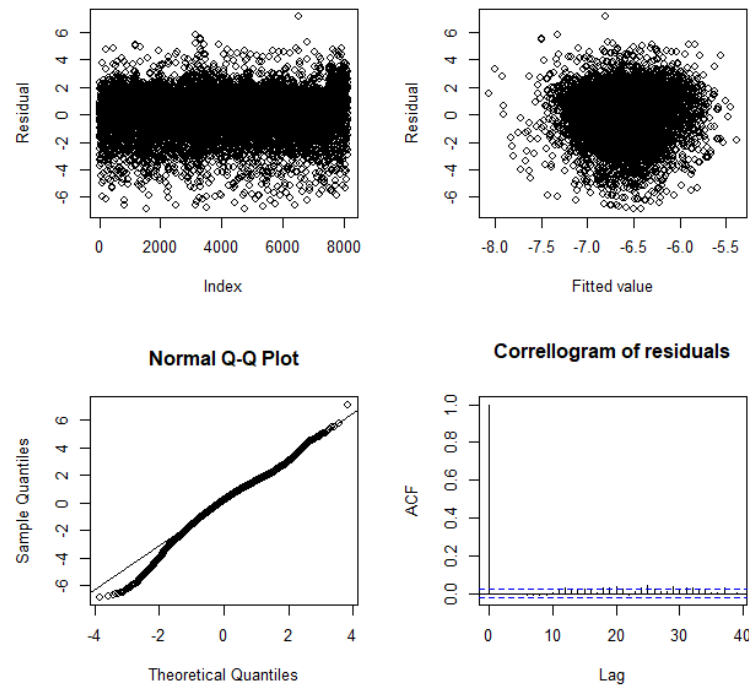 Residual
6
4
2
0
-2
-4
-6
0 2000 4000 6000 8000
Index
Residual
6
4
2
0
-2
-4
-6
-8.0 -7.5 -7.0 -6.5 -6.0 -5.5
Fitted value
Normal Q-Q Plot
Sample Quantiles
6
4
2
0
-2
-4
-6
-4 -2 0 2 4
Theoretical Quantiles
Correllogram of residuals
ACF
1.0
0.8
0.6
0.4
0.2
0.0
0 10 20 30 40
Lag